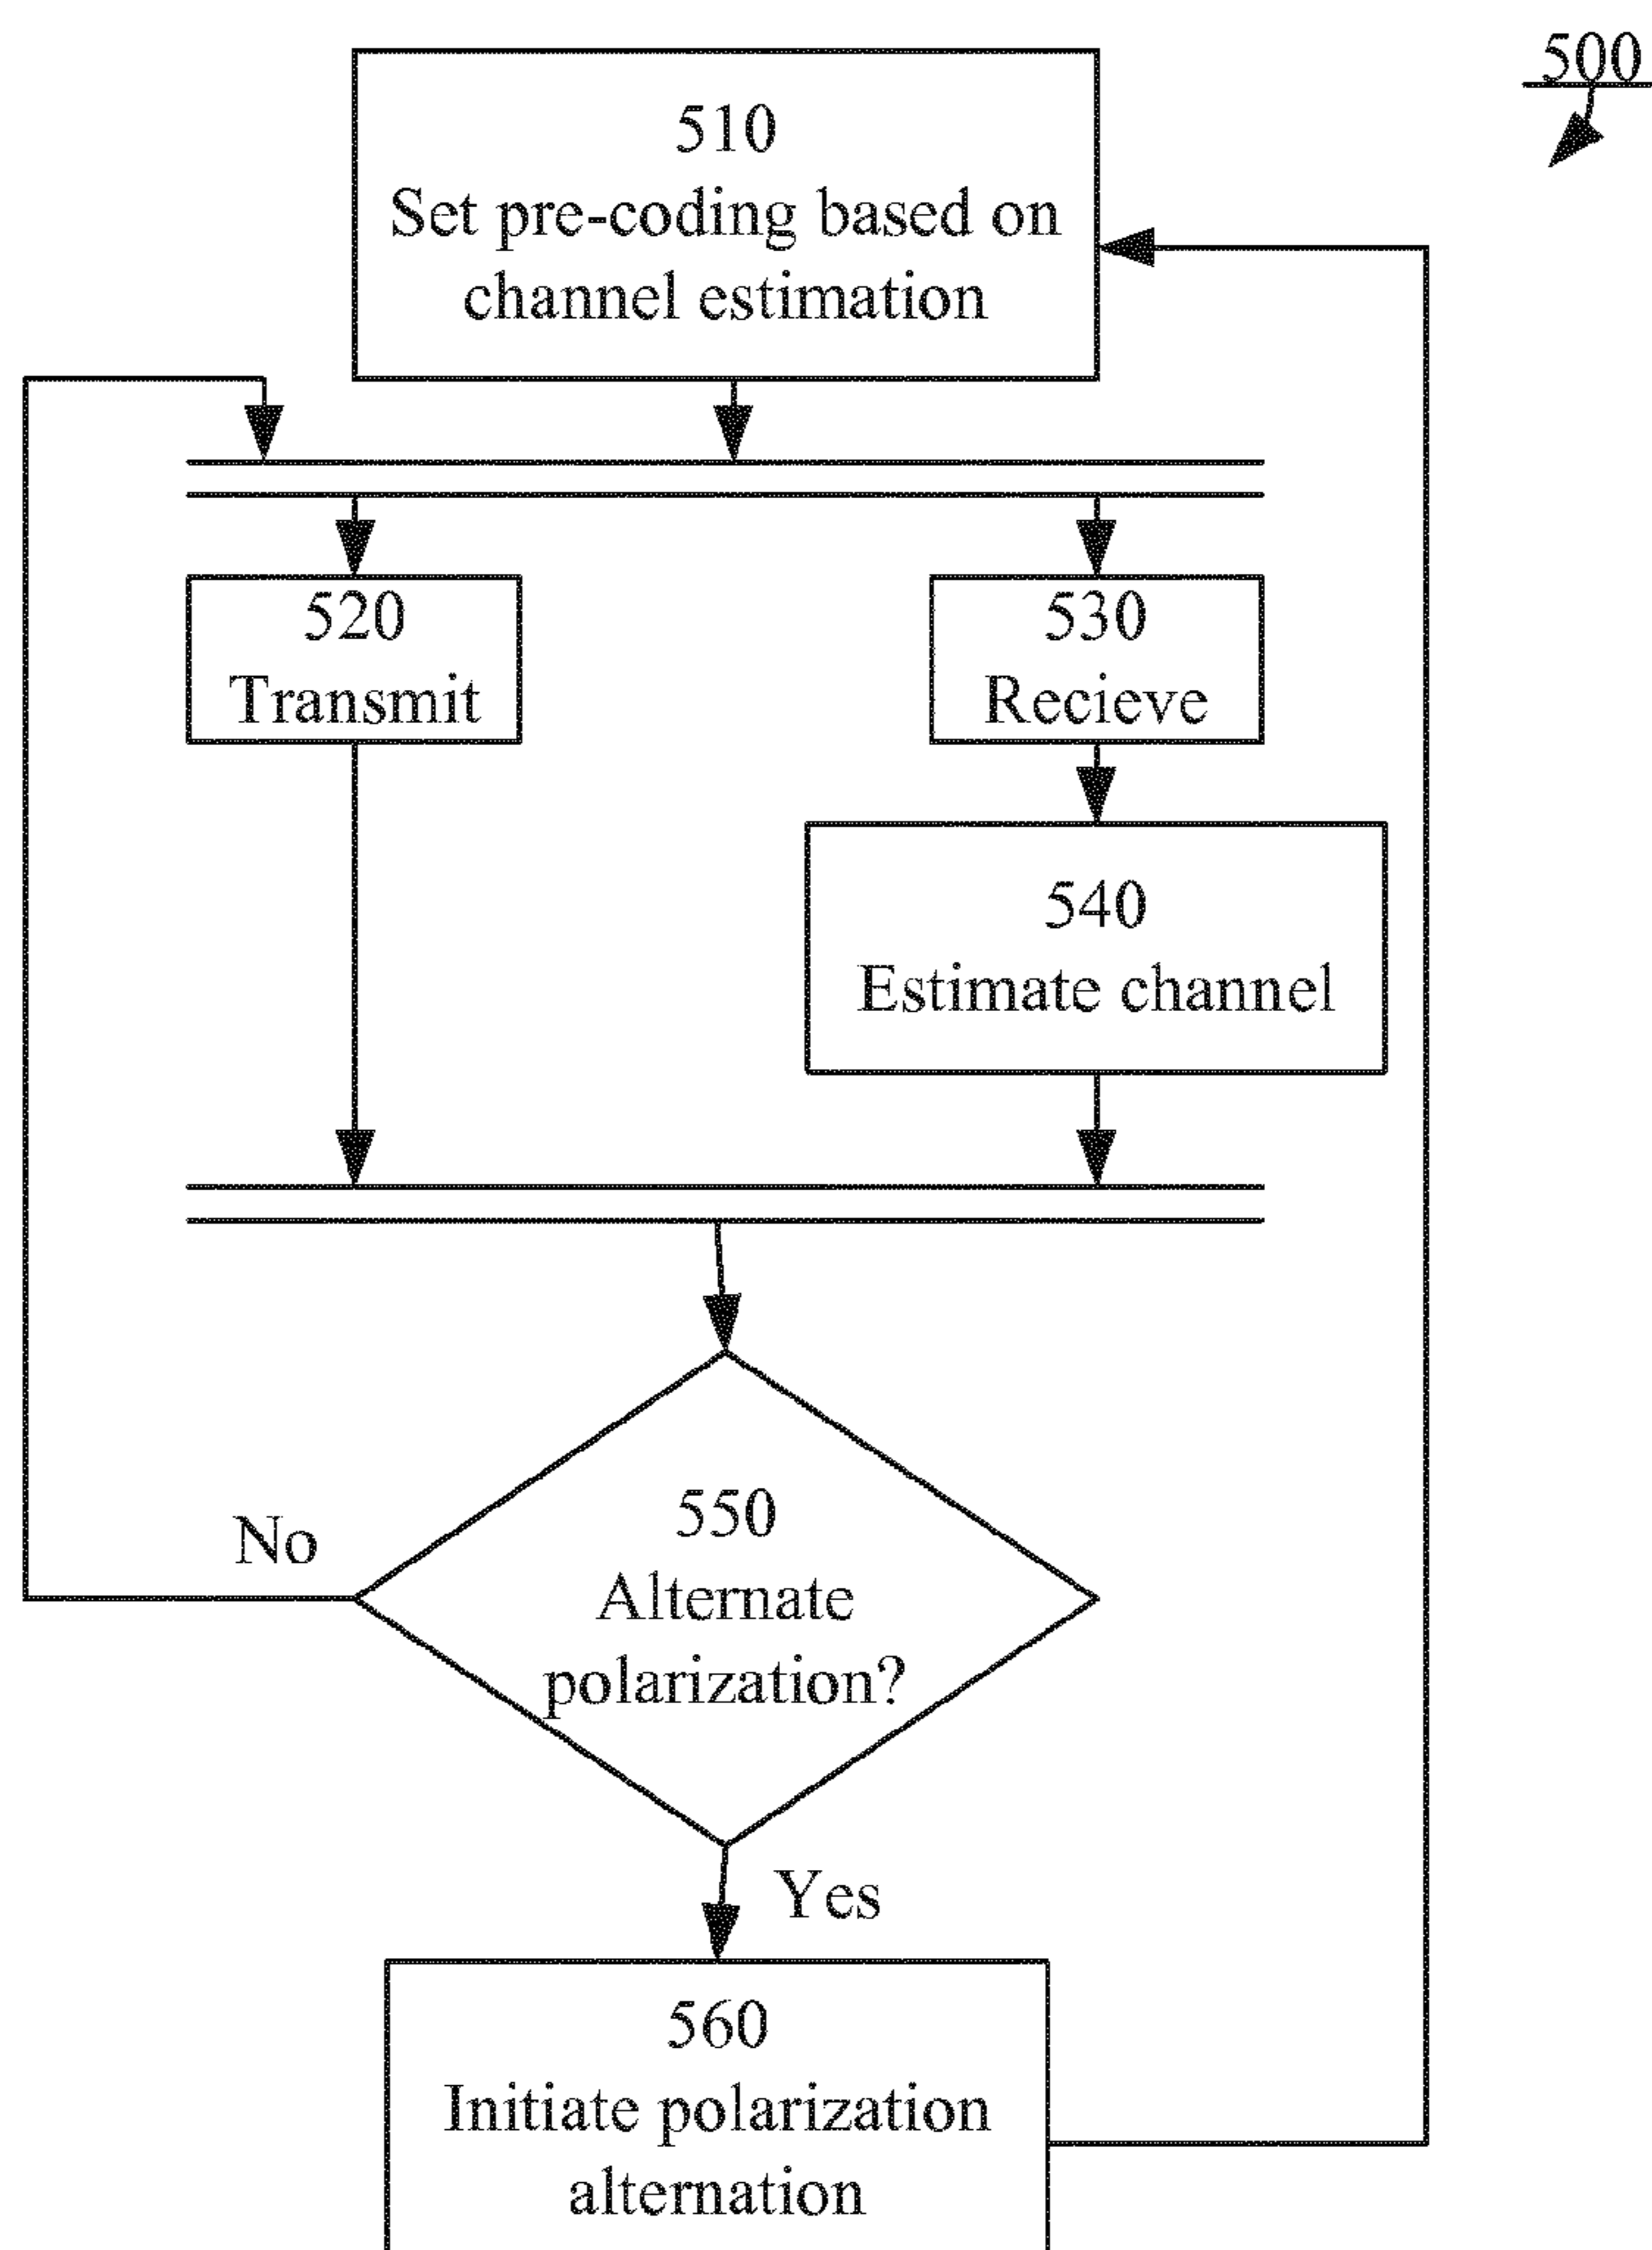 500
510
Set pre-coding based on
channel estimation
520
Transmit
530
Recieve
540
Estimate channel
550
Alternate
polarization?
No
Yes
560
Initiate polarization
alternation